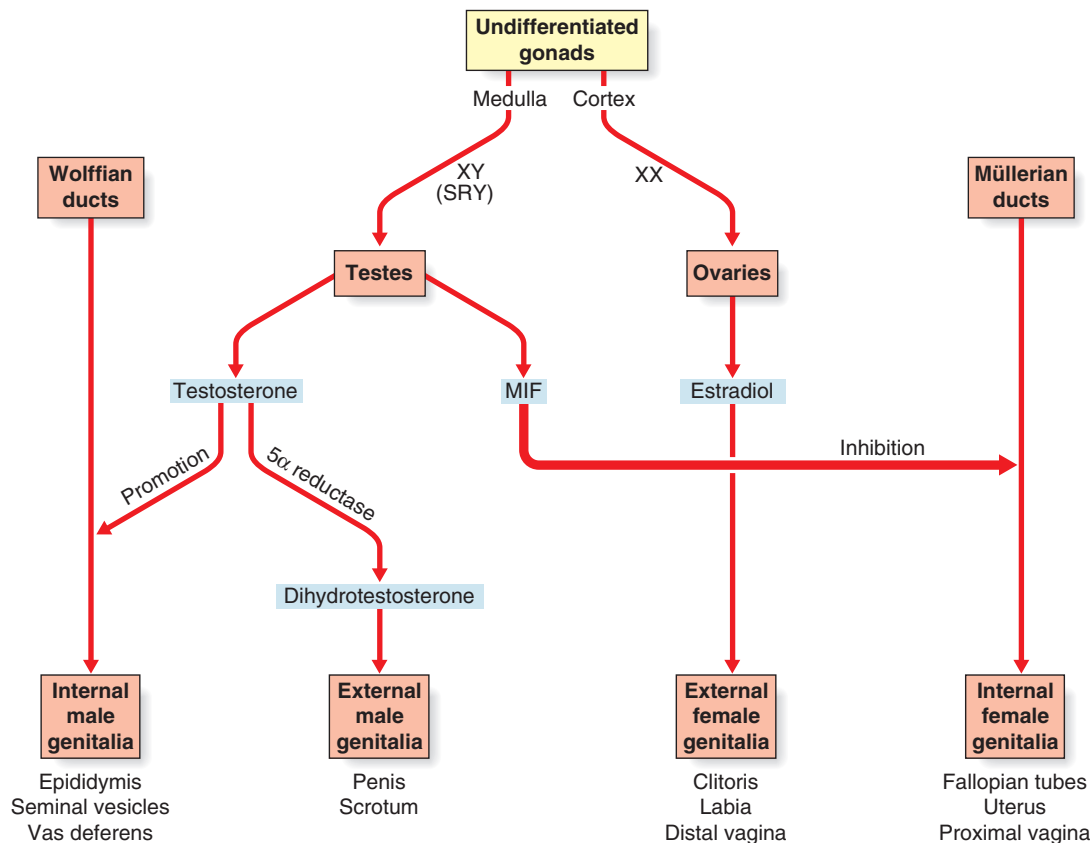 Undifferentiated
gonads
Medulla Cortex
Wolffian
ducts
XY
(SRY)
XX
Müllerian
ducts
Testes
Ovaries
Testosterone
MIF
Estradiol
Promotion
5α reductase
Inhibition
Dihydrotestosterone
Internal
male
genitalia
External
male
genitalia
External
female
genitalia
Internal
female
genitalia
Epididymis
Seminal vesicles
Vas deferens
Penis
Scrotum
Clitoris
Labia
Distal vagina
Fallopian tubes
Uterus
Proximal vagina